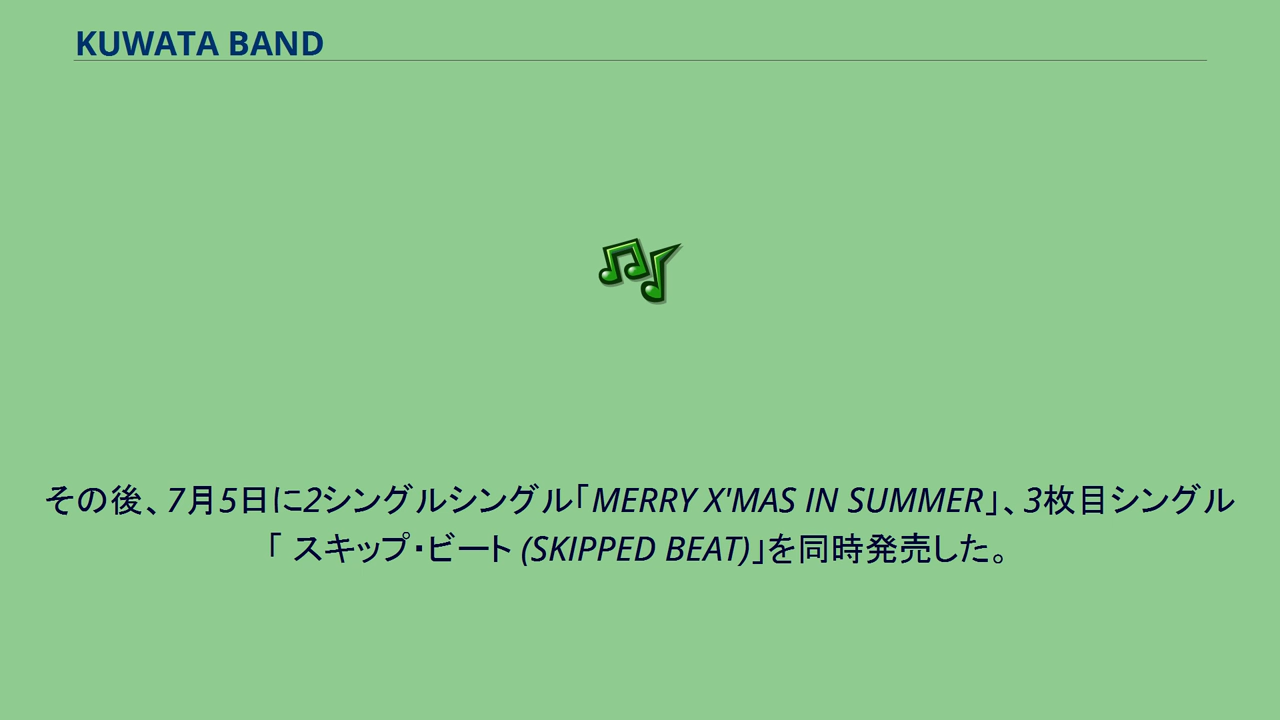 KUWATA BAND
その後、7月5日に2シングルシングル「MERRY X'MAS IN SUMMER」、3枚目シングル
「 スキップ・ビート (SKIPPED BEAT)」を同時発売した。